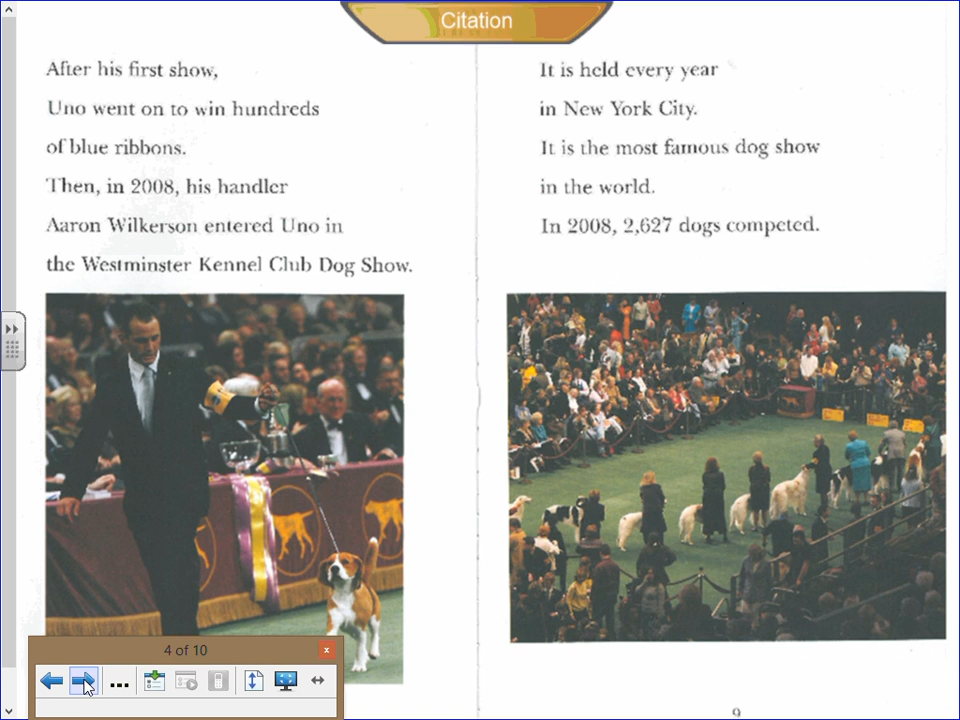 Citation
After his first show,
Uno went on to win hundreds
of blue ribbons.
Then, in 2008, his handler
Aaron Wilkerson entered Uno in
the Westminster Kennel Club Dog Show.
It is held every year
in New York City.
It is the most famous dog show
in the world.
In 2008, 2,627 dogs competed.
9
4 of 10